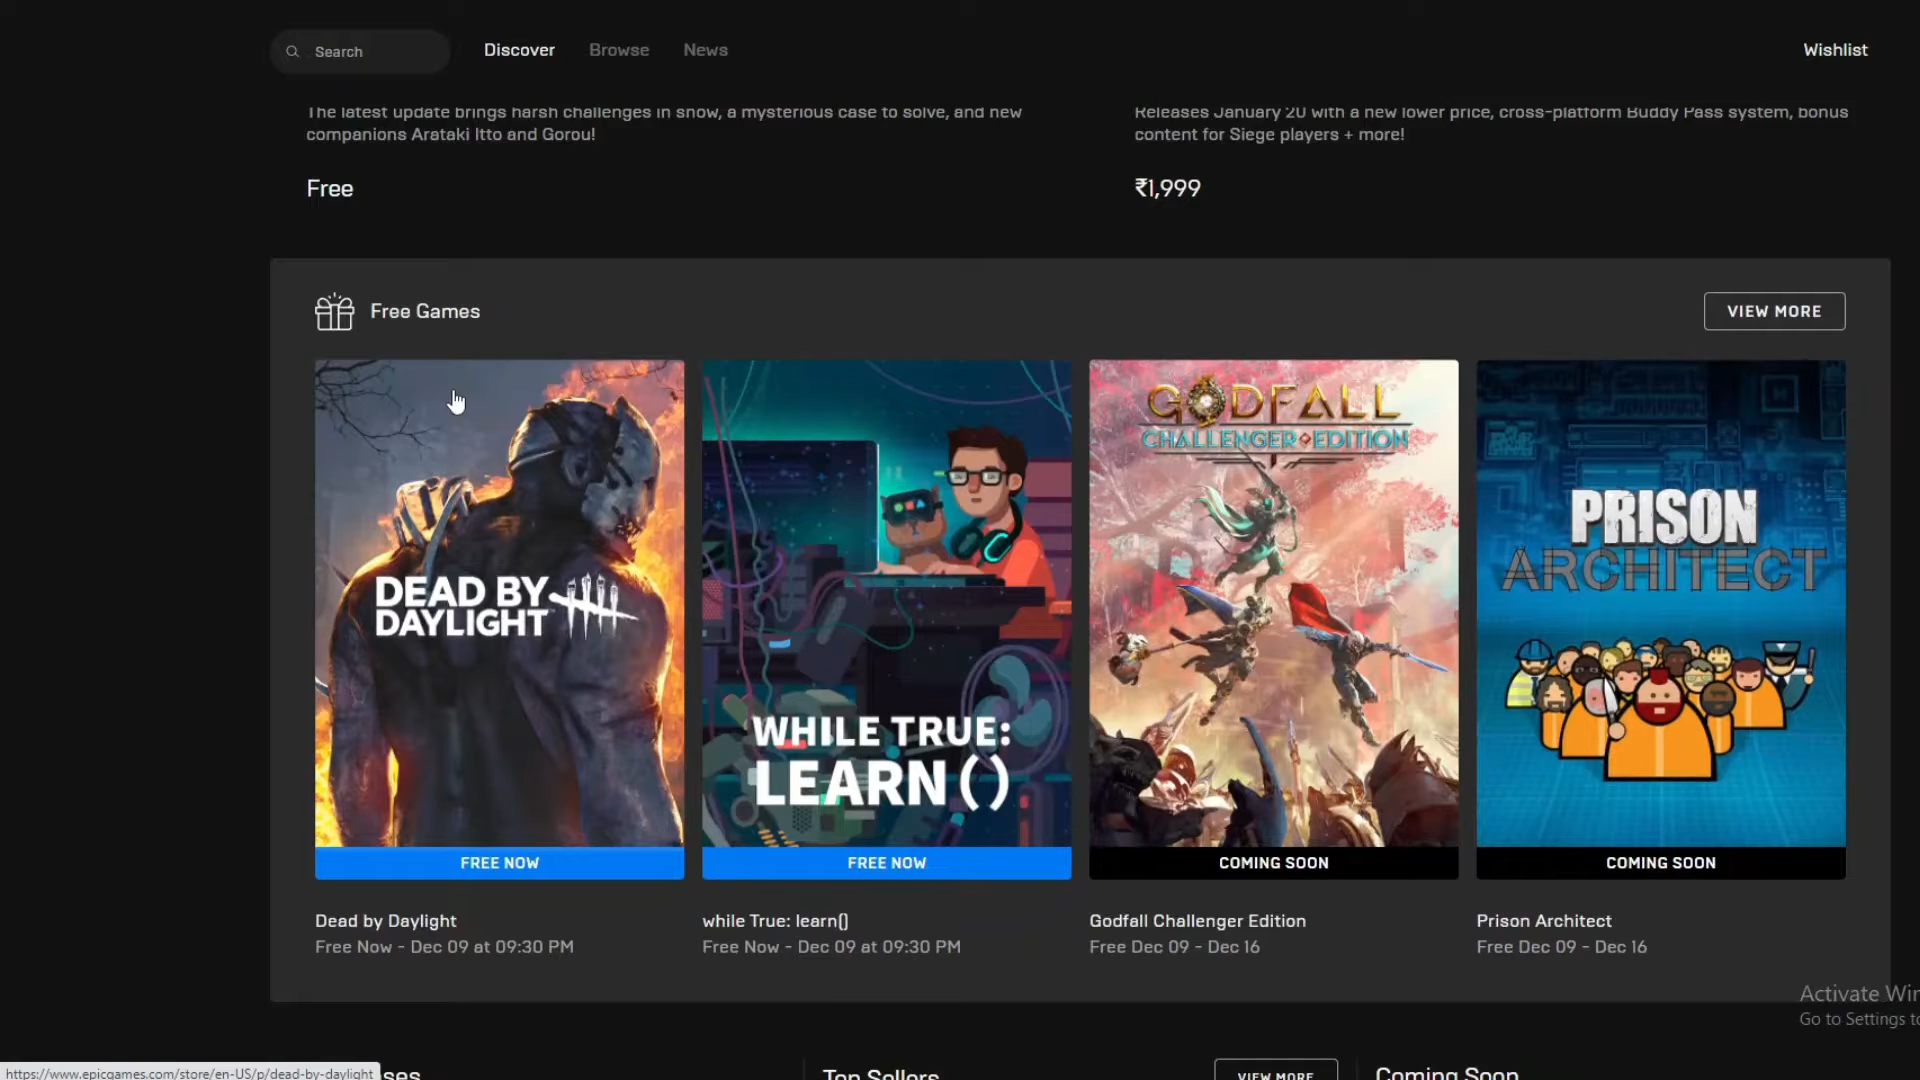 Search
Discover
Browse
News
Wishlist
The latest update brings harsh challenges in snow, a mysterious case to solve, and new
companions Arataki Itto and Gorou!
Free
Releases January 20 with a new lower price, cross-platform Buddy Pass system, bonus
content for Siege players + more!
₹1,999
Free Games
VIEW MORE
DEAD BY
DAYLIGHT
FREE NOW
Dead by Daylight
Free Now - Dec 09 at 09:30 PM
WHILE TRUE:
LEARN()
FREE NOW
while True: learn()
Free Now - Dec 09 at 09:30 PM
GODFALL
CHALLENGER EDITION
COMING SOON
Godfall Challenger Edition
Free Dec 09 - Dec 16
PRISON
ARCHITECT
COMING SOON
Prison Architect
Free Dec 09 - Dec 16
Activate Win
Go to Settings to
https://www.epicgames.com/store/en-US/p/dead-by-daylight
ses
Top Sellers
VIEW MORE
Coming Soon